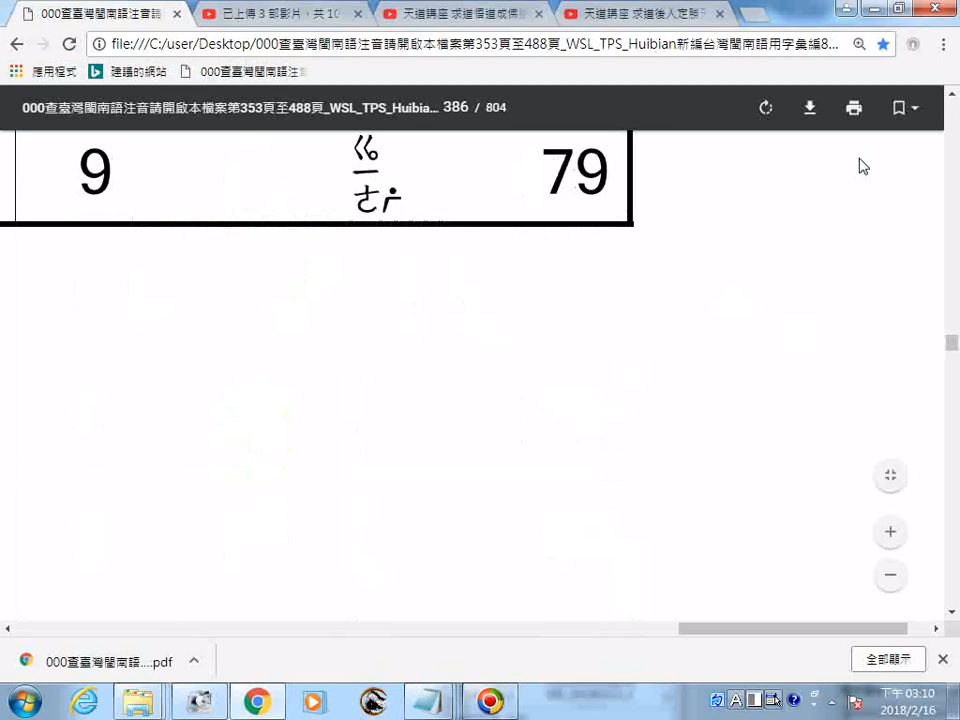 000查臺灣閩南語注音請
已上傳 3 部影片，共 10
天道講座 求道悟道成佛
天道講座 求道後人定勝
file:///C:/user/Desktop/000查臺灣閩南語注音請開啟本檔案第353頁至488頁_WSL_TPS_Huibian新編台灣閩南語用字彙編8...
應用程式
建議的網站
000查臺灣閩南語注音
000查臺灣閩南語注音請開啟本檔案第353頁至488頁_WSL_TPS_Huibia... 386 / 804
9
79
000查臺灣閩南語....pdf
全部顯示
下午 03:10
2018/2/16